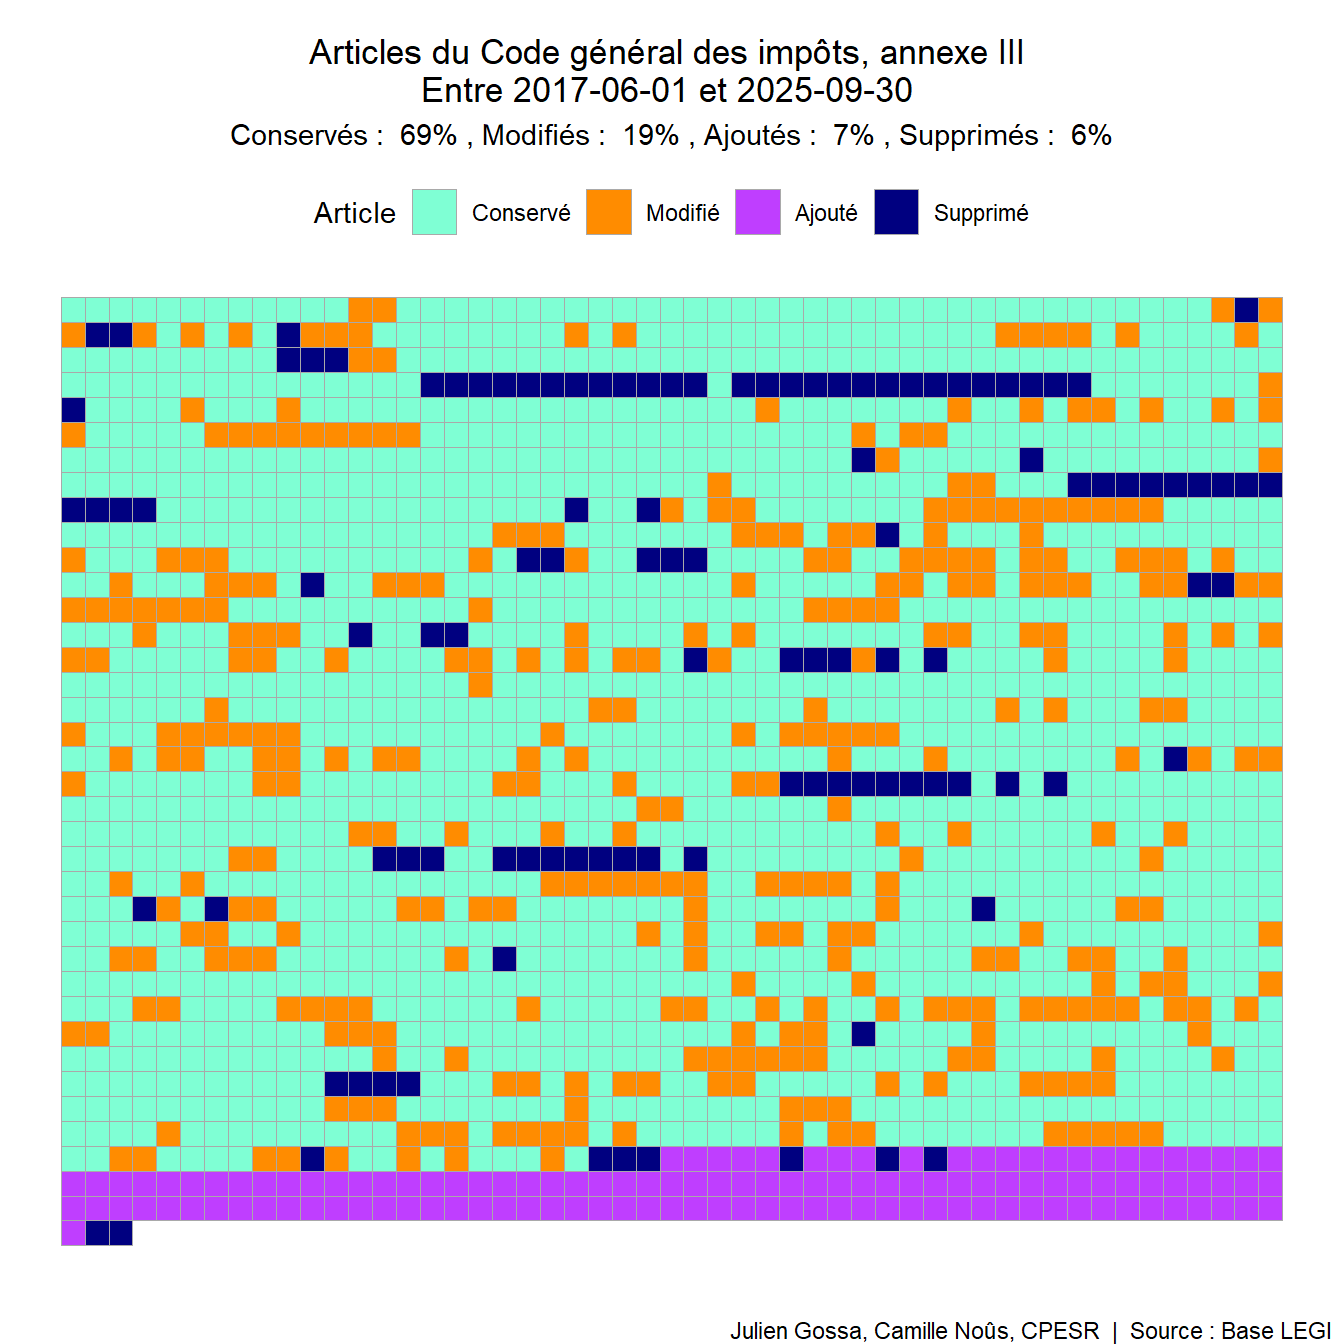 Articles du Code général des impôts, annexe III
Entre 2017-06-01 et 2025-09-30
Conservés :  69% , Modifiés :  19% , Ajoutés :  7% , Supprimés :  6%
Article Conservé Modifié Ajouté Supprimé
Julien Gossa, Camille Noûs, CPESR | Source : Base LEGI